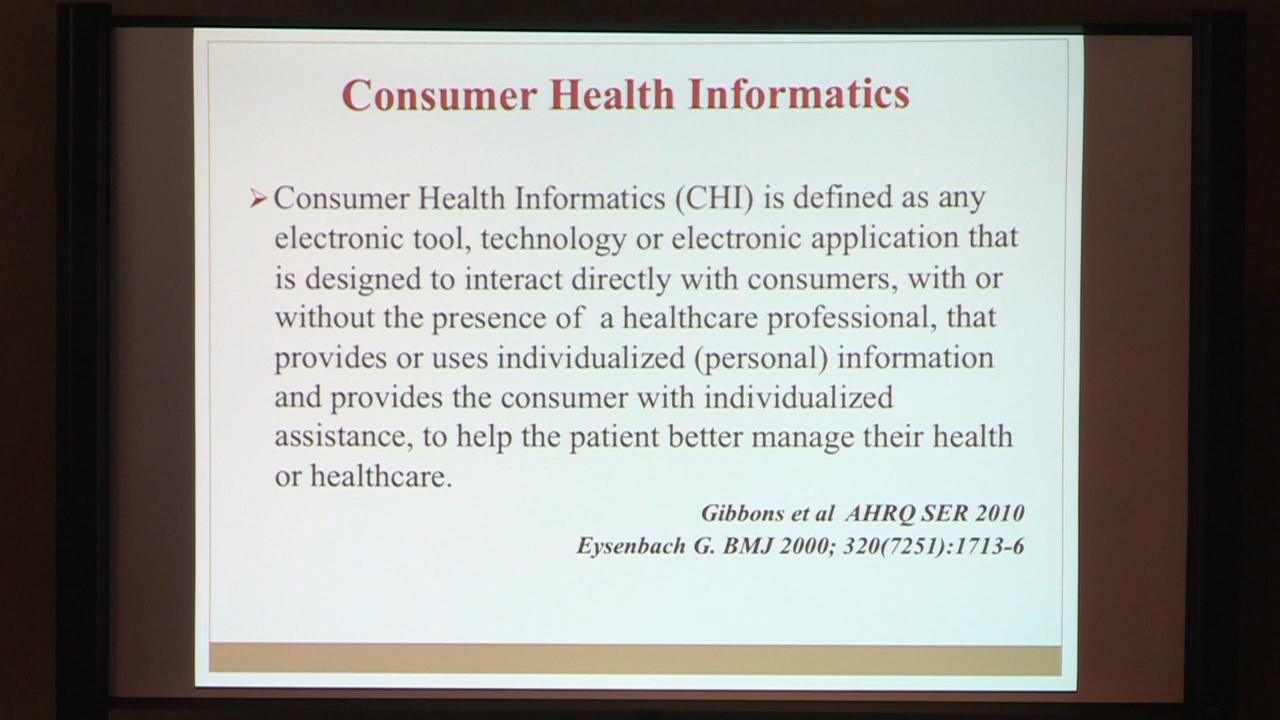 Consumer Health Informatics
➢ Consumer Health Informatics (CHI) is defined as any
electronic tool, technology or electronic application that
is designed to interact directly with consumers, with or
without the presence of a healthcare professional, that
provides or uses individualized (personal) information
and provides the consumer with individualized
assistance, to help the patient better manage their health
or healthcare.
Gibbons et al AHRQ SER 2010
Eysenbach G. BMJ 2000; 320(7251):1713-6